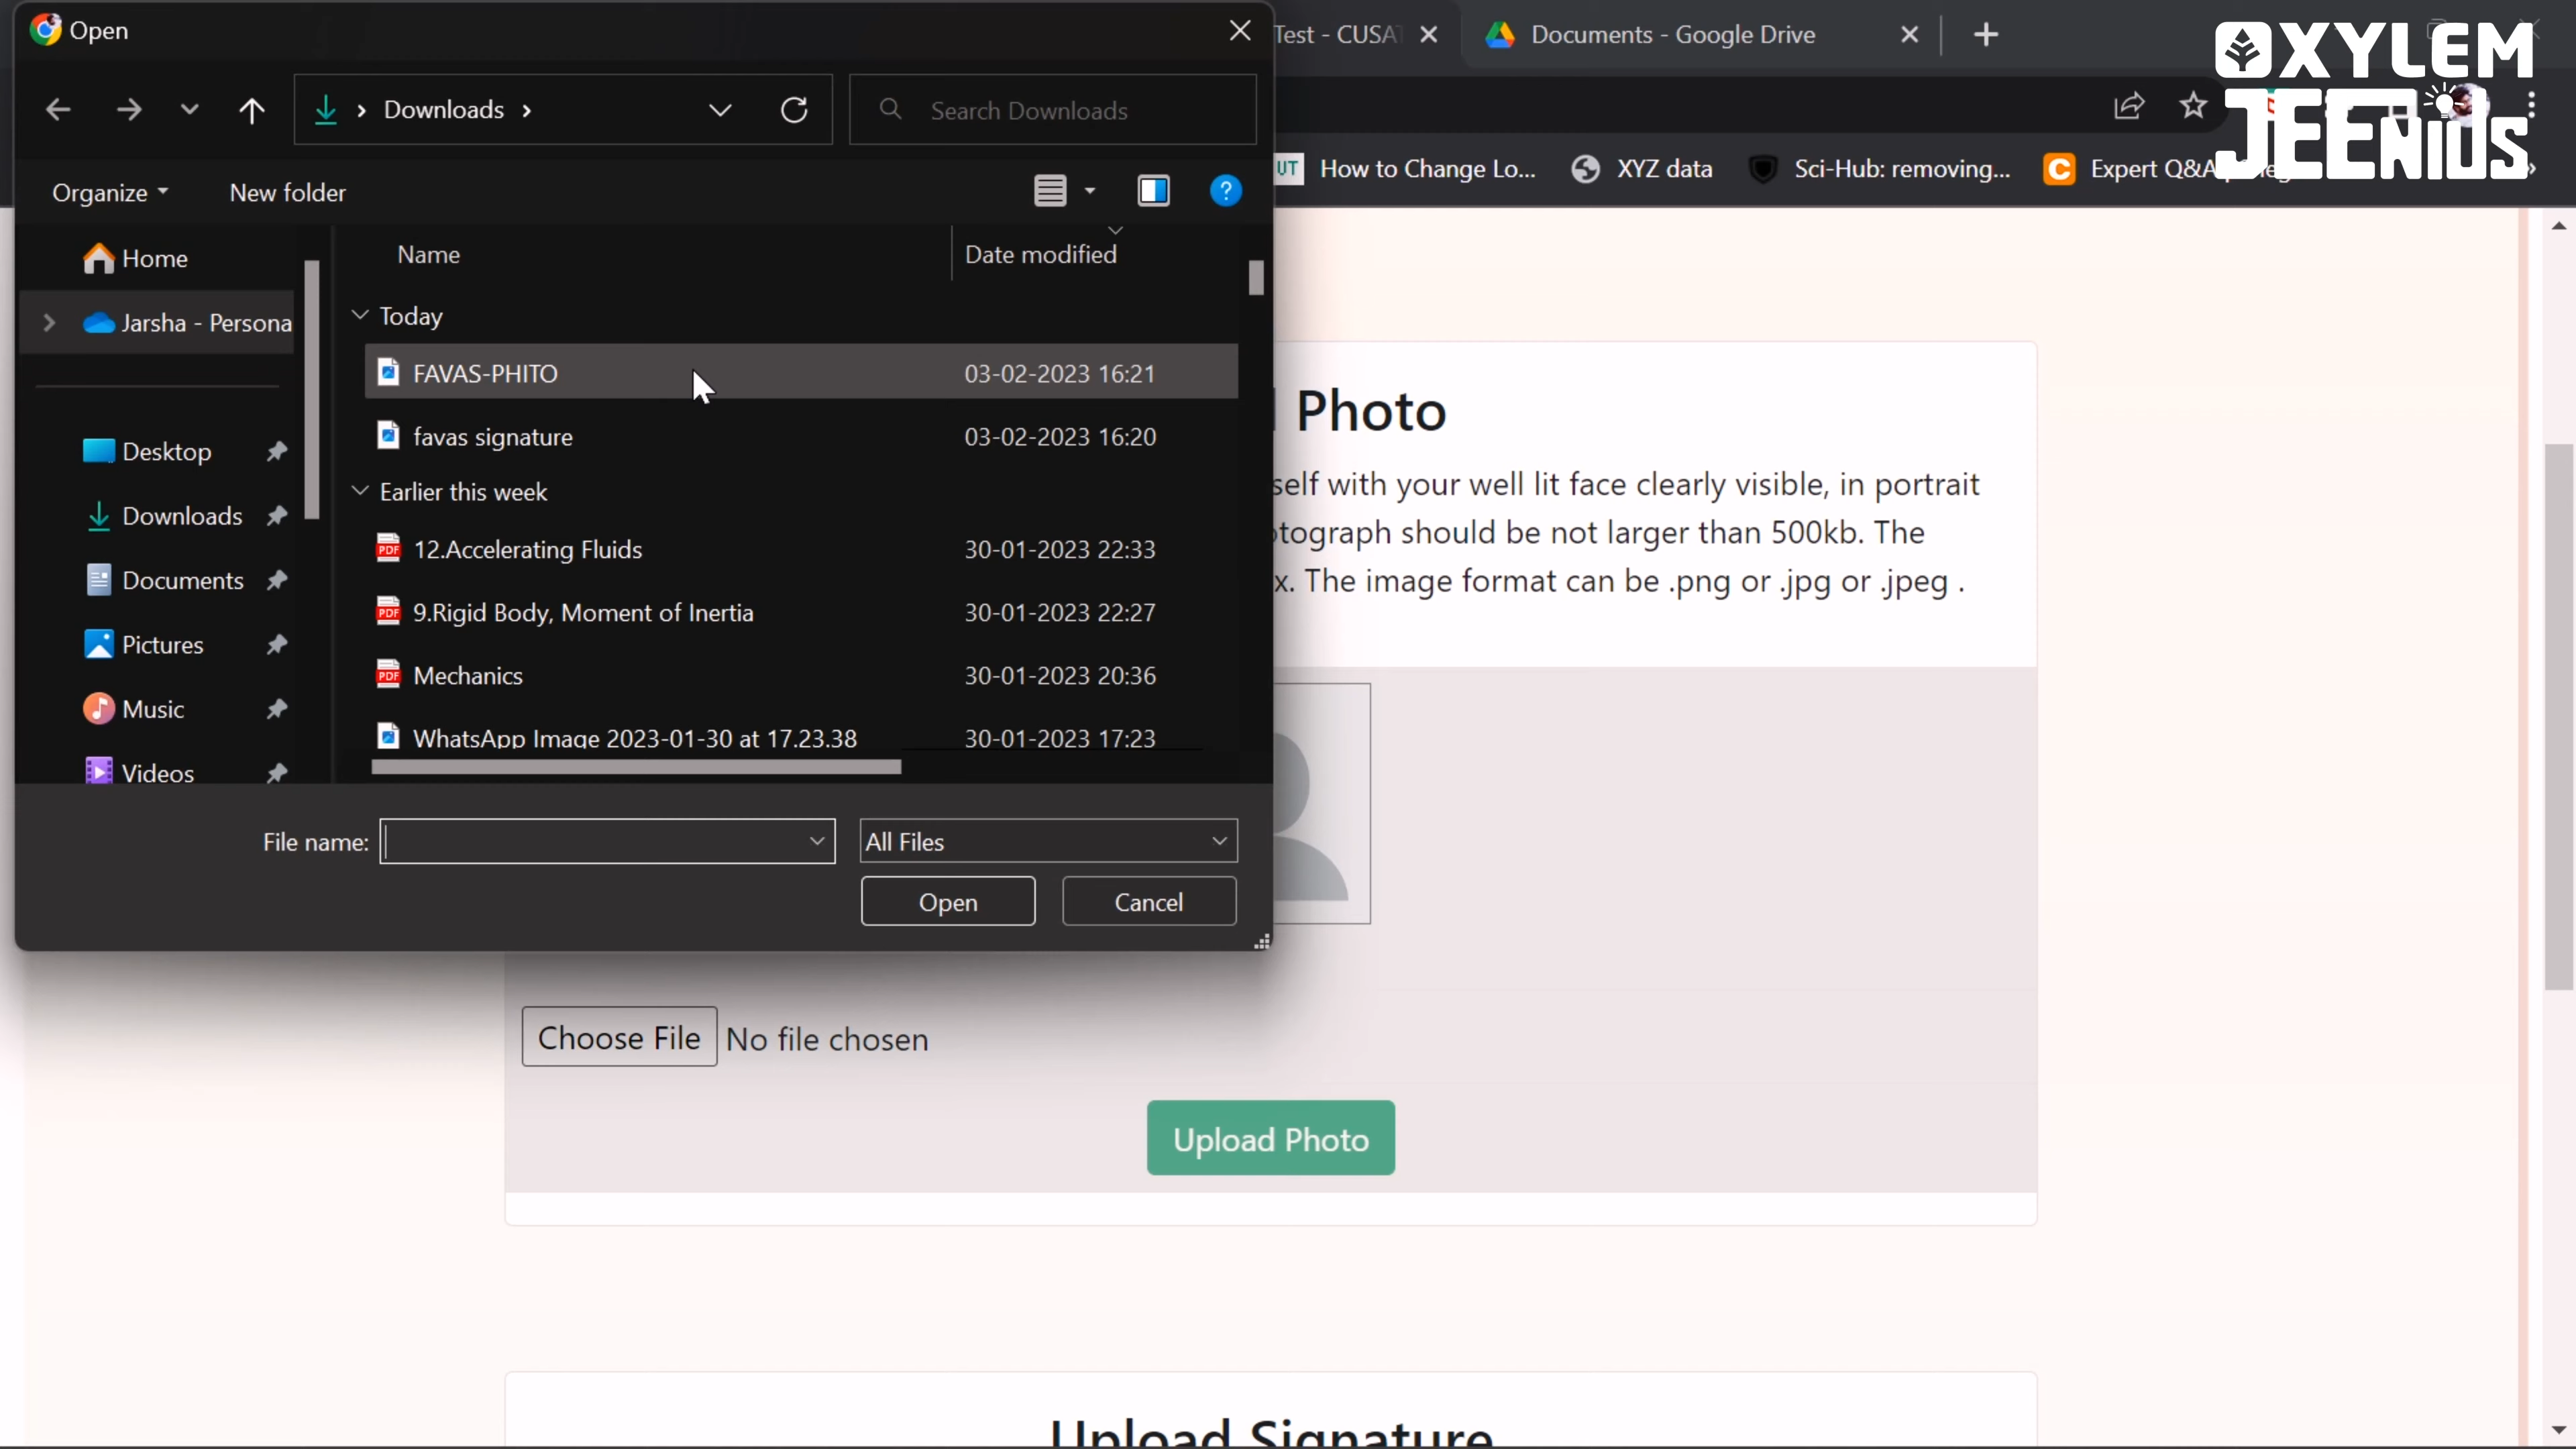 Open
Test - CUSAT
Documents - Google Drive
XYLEM
JEENIUS
Downloads
Search Downloads
How to Change Lo...
XYZ data
Sci-Hub: removing...
Expert Q&A
Organize
New folder
Name
Date modified
Home
Jarsha - Persona
Desktop
Downloads
Documents
Pictures
Music
Videos
Today
FAVAS-PHITO 03-02-2023 16:21
favas signature 03-02-2023 16:20
Earlier this week
12.Accelerating Fluids 30-01-2023 22:33
9.Rigid Body, Moment of Inertia 30-01-2023 22:27
Mechanics 30-01-2023 20:36
WhatsApp Image 2023-01-30 at 17.23.38 30-01-2023 17:23
File name:
All Files
Open
Cancel
Photo
self with your well lit face clearly visible, in portrait
tograph should be not larger than 500kb. The
x. The image format can be .png or .jpg or .jpeg .
Choose File No file chosen
Upload Photo
Upload Signature